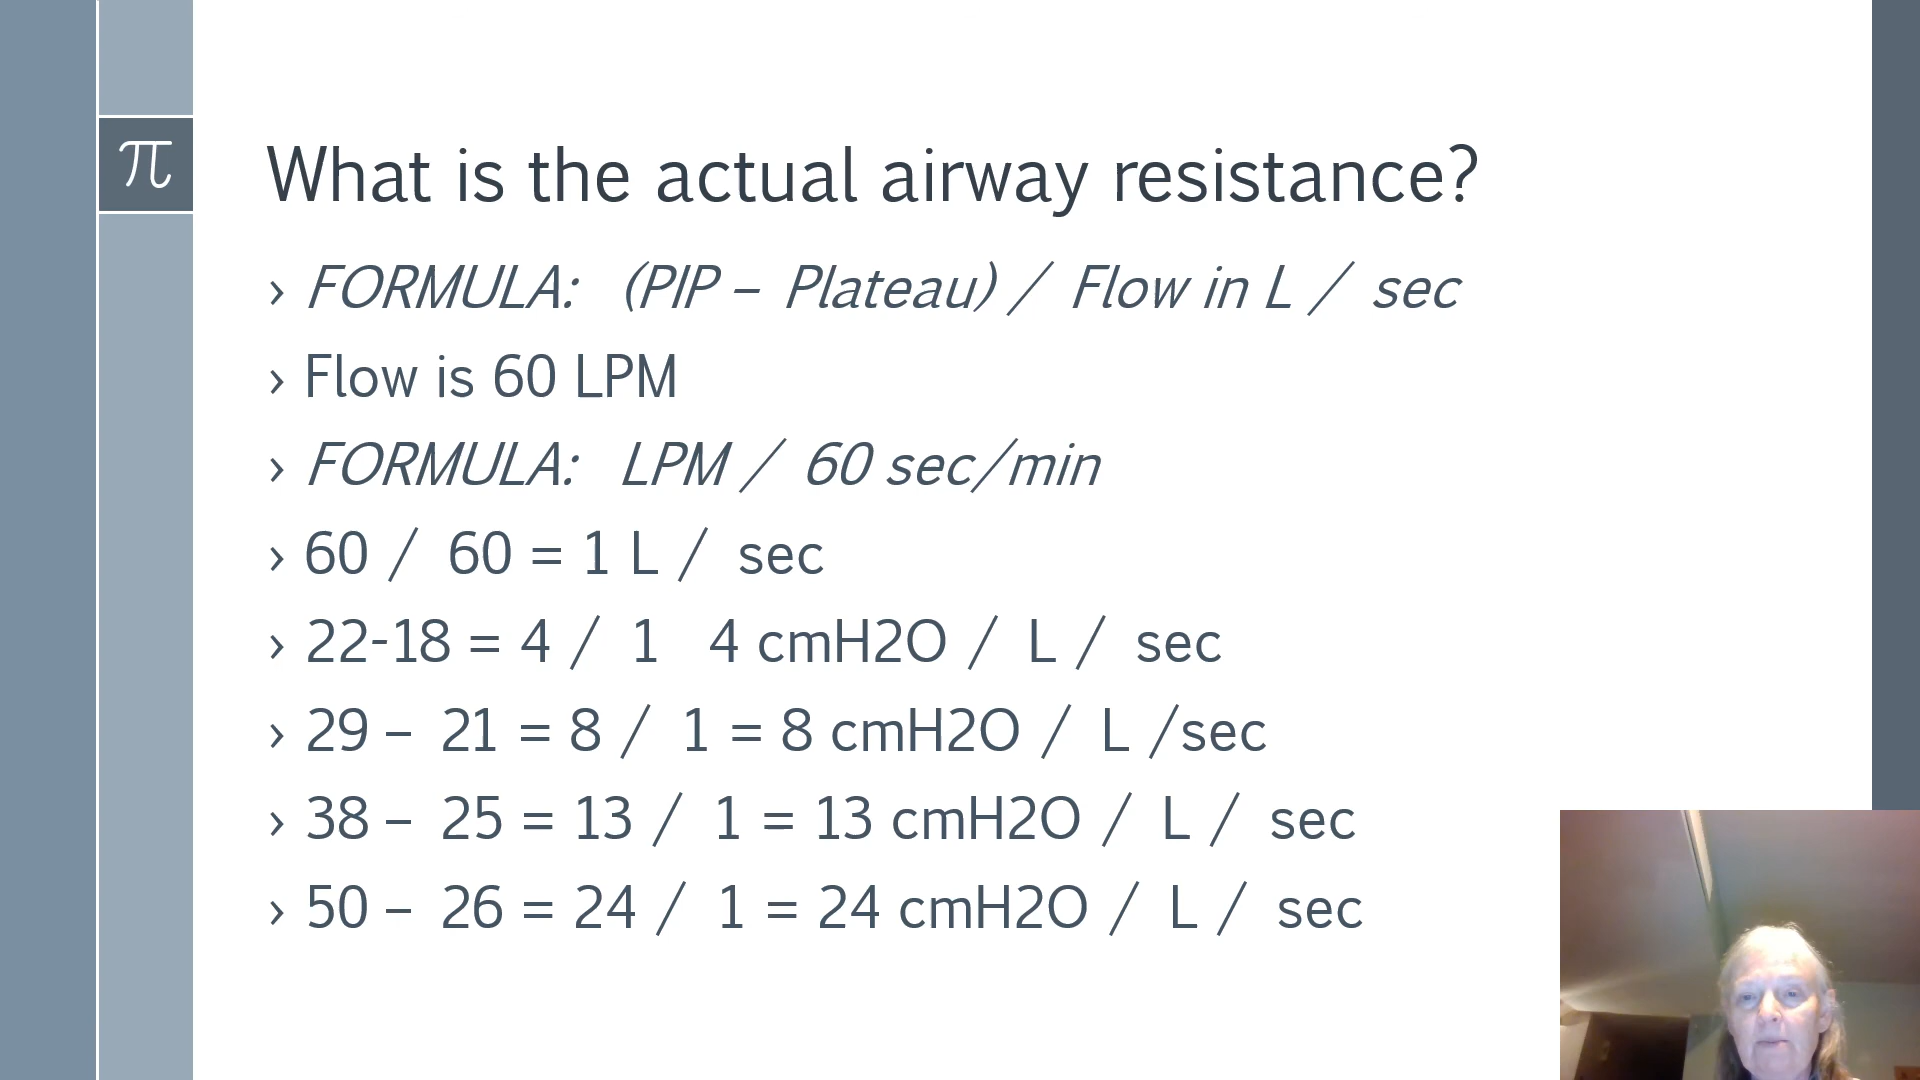 π
What is the actual airway resistance?
› FORMULA: (PIP – Plateau) / Flow in L / sec
› Flow is 60 LPM
› FORMULA: LPM / 60 sec/min
› 60 / 60 = 1 L / sec
› 22-18 = 4 / 1 4 cmH2O / L / sec
› 29 – 21 = 8 / 1 = 8 cmH2O / L /sec
› 38 – 25 = 13 / 1 = 13 cmH2O / L / sec
› 50 – 26 = 24 / 1 = 24 cmH2O / L / sec